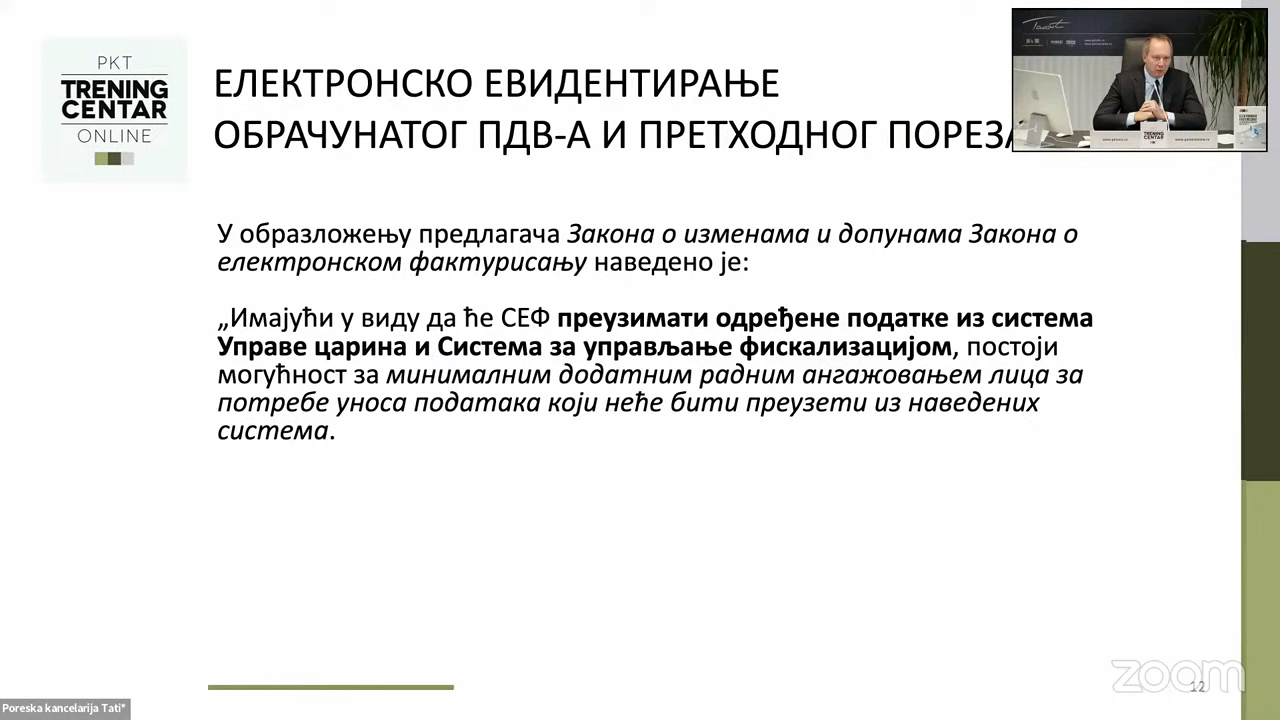 PKT
TRENING
CENTAR
ONLINE
ЕЛЕКТРОНСКО ЕВИДЕНТИРАЊЕ
ОБРАЧУНАТОГ ПДВ-А И ПРЕТХОДНОГ ПОРЕЗА
У образложењу предлагача Закона о изменама и допунама Закона о
електронском фактурисању наведено је:
„Имајући у виду да ће СЕФ преузимати одређене податке из система
Управе царина и Система за управљање фискализацијом, постоји
могућност за минималним додатним радним ангажовањем лица за
потребе уноса података који неће бити преузети из наведених
система.
TRENING
CENTAR
zoom
12
Poreska kancelarija Tati*